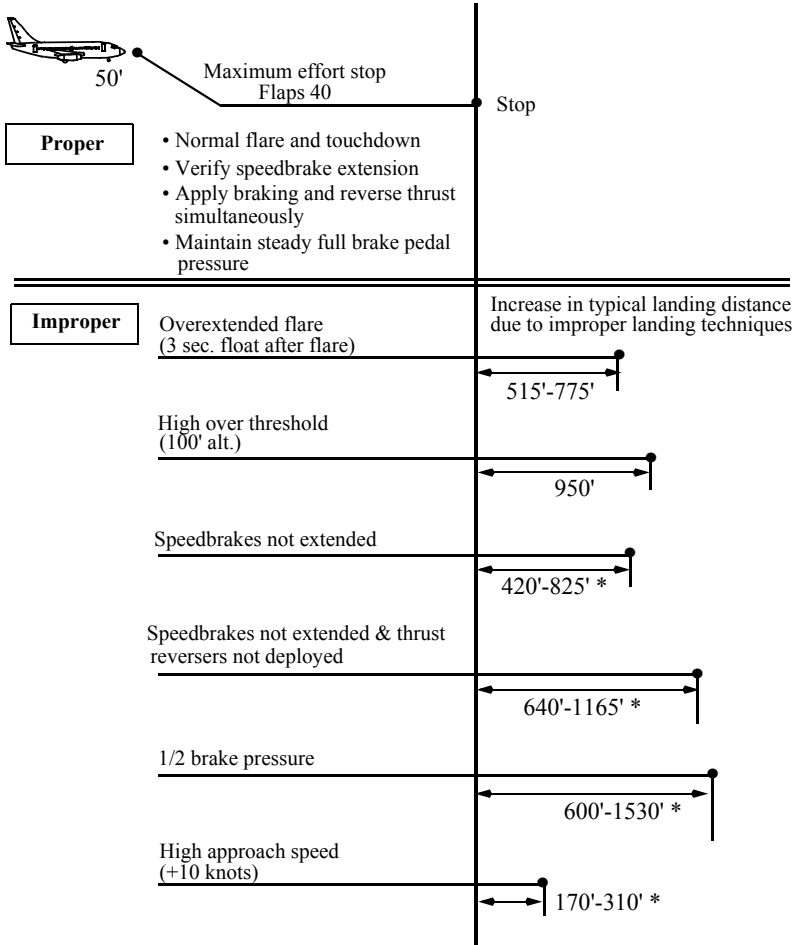 50'
Maximum effort stop
Flaps 40
Stop
Proper
• Normal flare and touchdown
• Verify speedbrake extension
• Apply braking and reverse thrust
simultaneously
• Maintain steady full brake pedal
pressure
Improper
Increase in typical landing distance
due to improper landing techniques
Overextended flare
(3 sec. float after flare)
515'-775'
High over threshold
(100' alt.)
950'
Speedbrakes not extended
420'-825' *
Speedbrakes not extended & thrust
reversers not deployed
640'-1165' *
1/2 brake pressure
600'-1530' *
High approach speed
(+10 knots)
170'-310' *